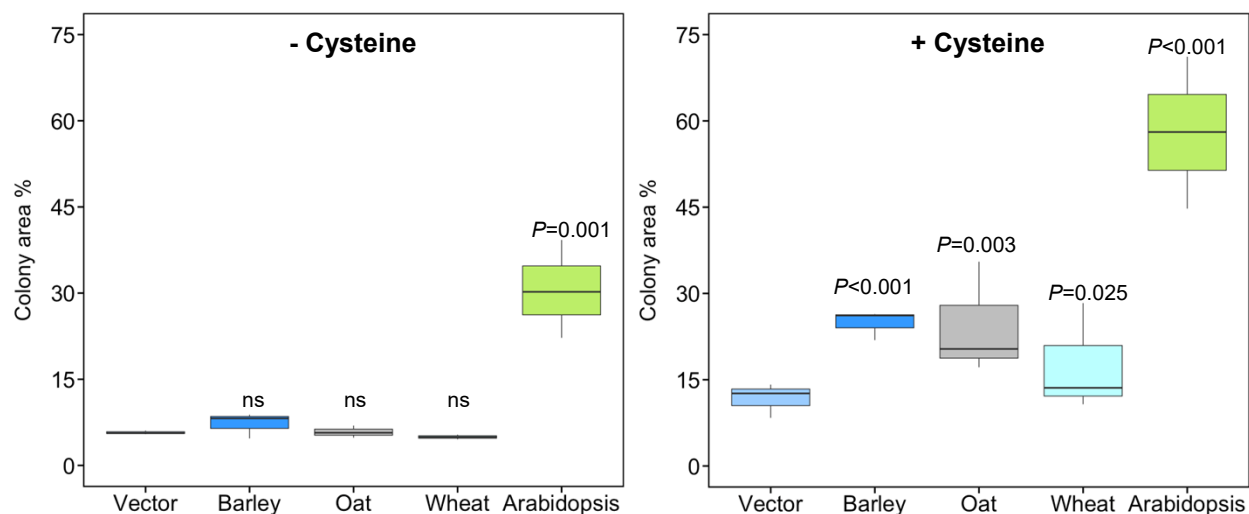 - Cysteine
Colony area %
75
60
45
30
15
0
P=0.001
ns
ns
ns
Vector
Barley
Oat
Wheat
Arabidopsis
+ Cysteine
Colony area %
75
60
45
30
15
0
P<0.001
P=0.003
P<0.001
P=0.025
Vector
Barley
Oat
Wheat
Arabidopsis